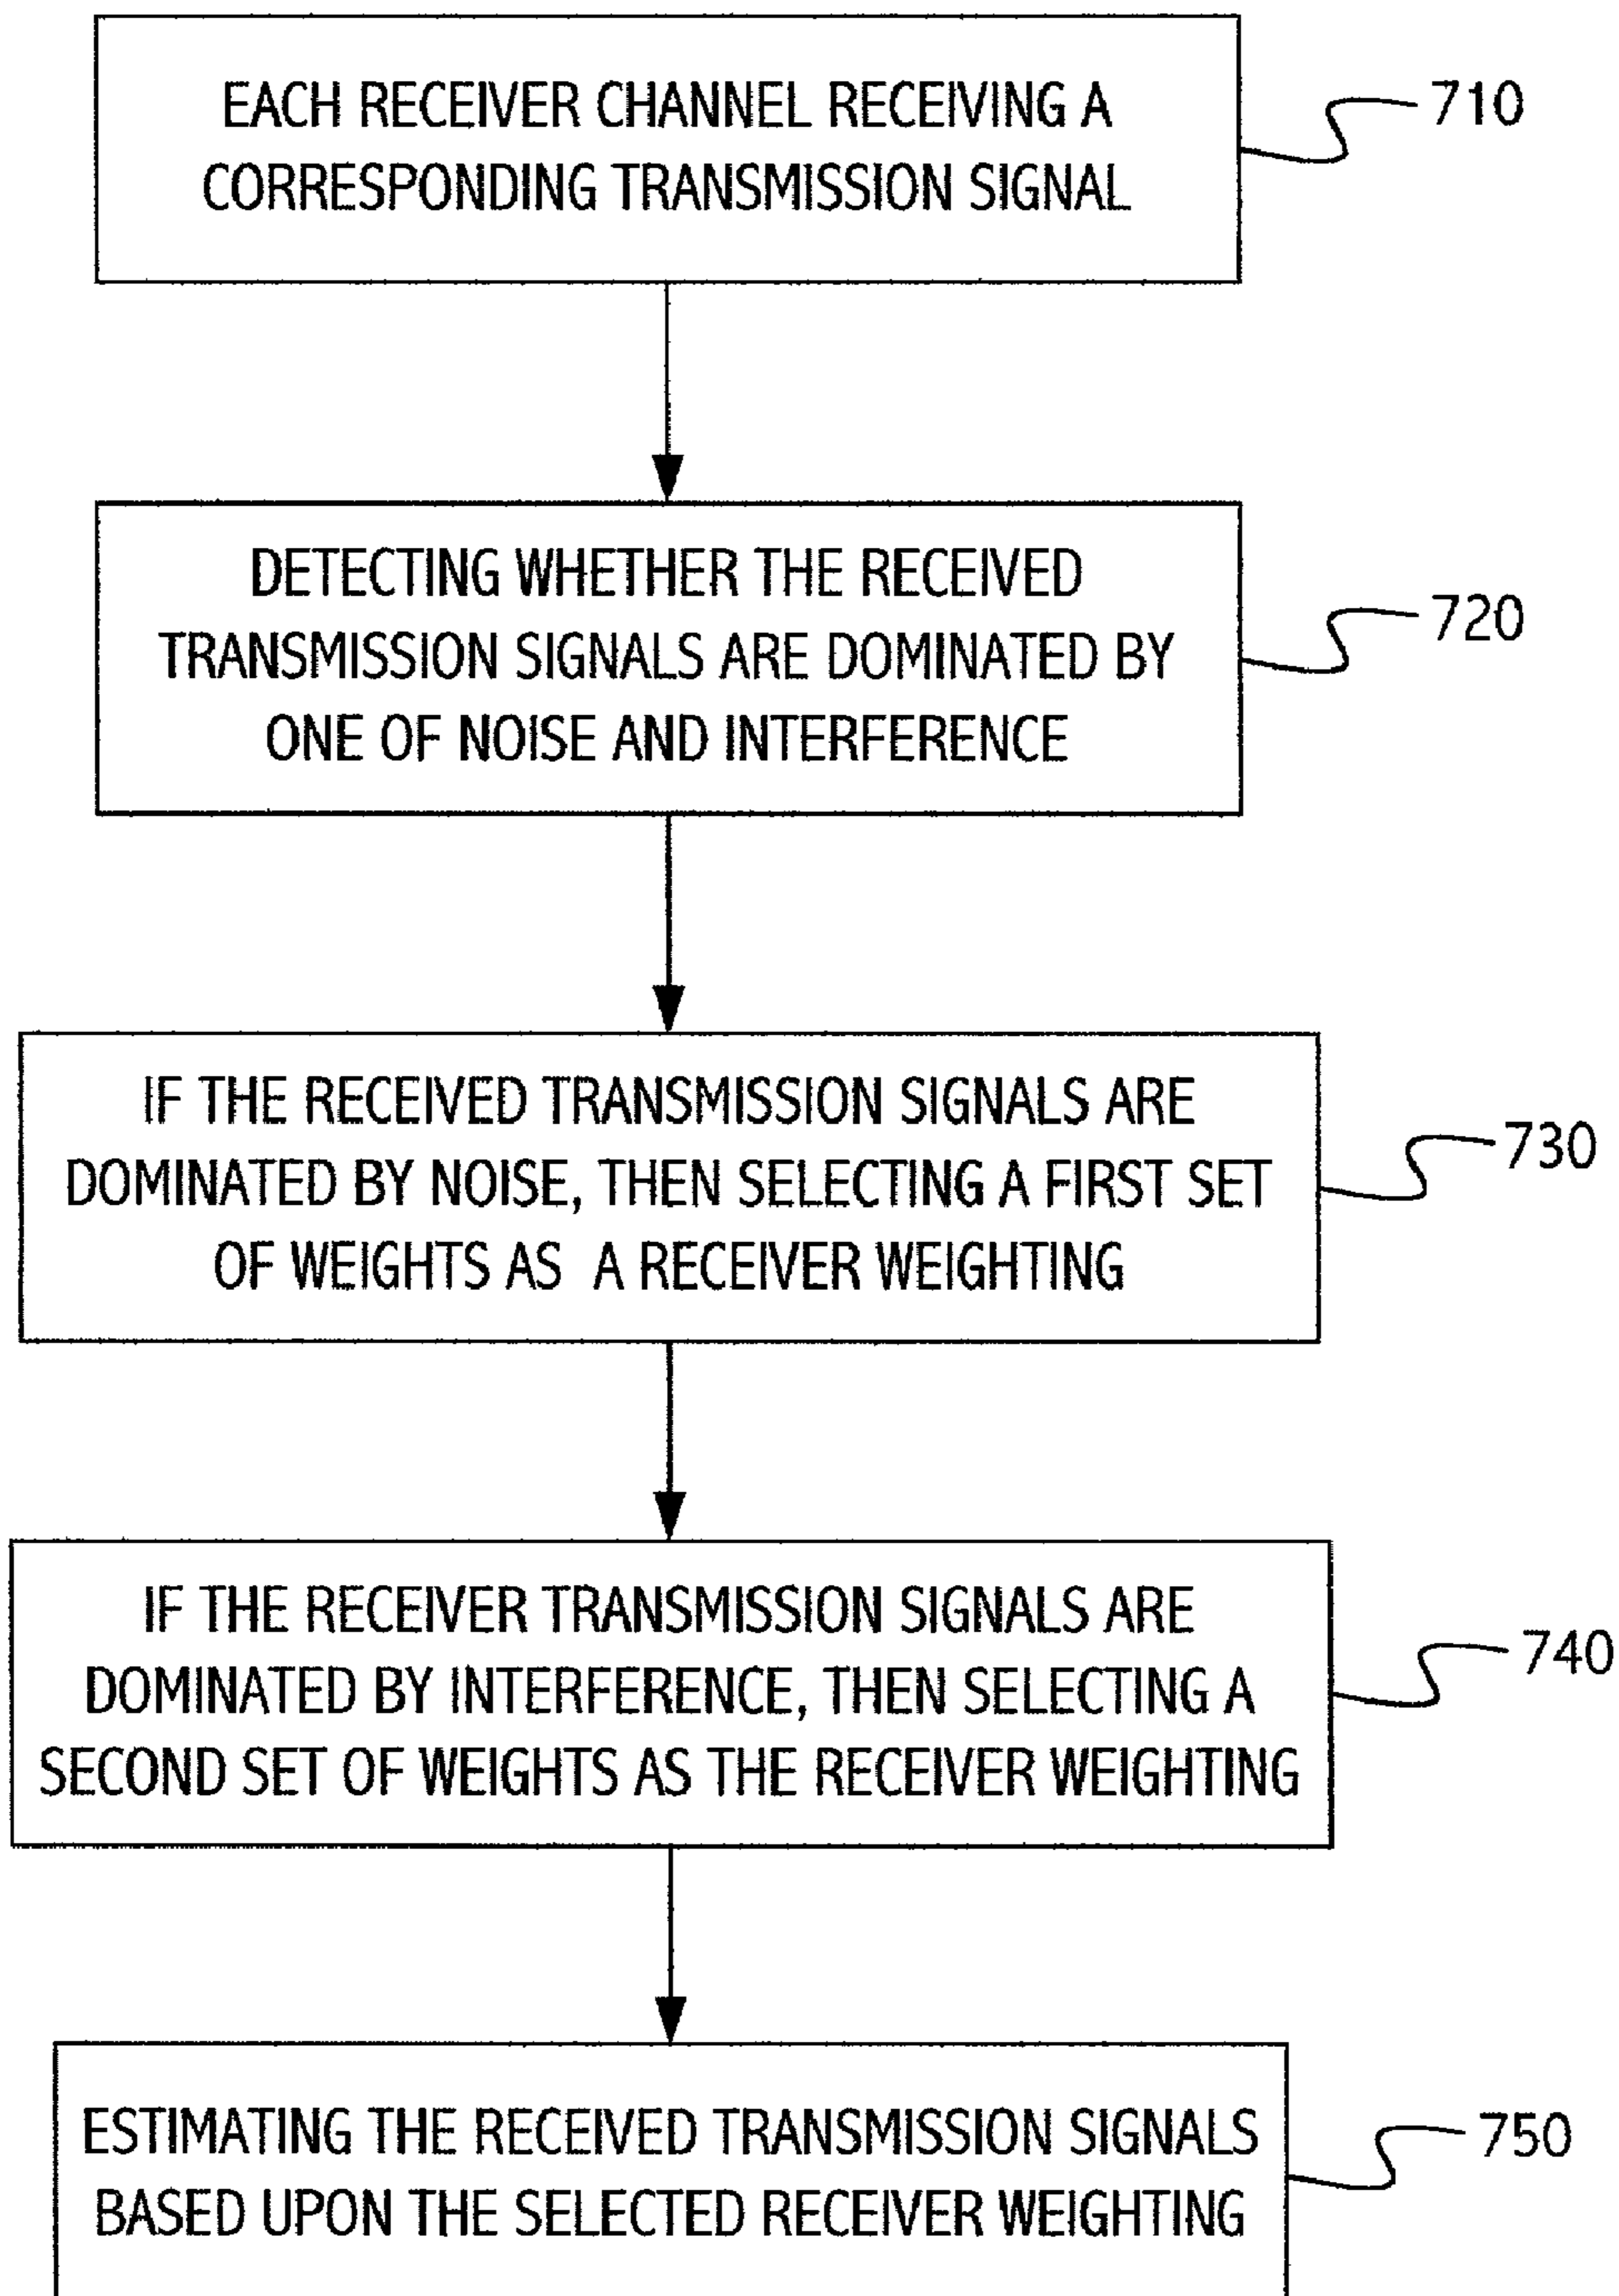 EACH RECEIVER CHANNEL RECEIVING A
CORRESPONDING TRANSMISSION SIGNAL
710
DETECTING WHETHER THE RECEIVED
TRANSMISSION SIGNALS ARE DOMINATED BY
ONE OF NOISE AND INTERFERENCE
720
IF THE RECEIVED TRANSMISSION SIGNALS ARE
DOMINATED BY NOISE, THEN SELECTING A FIRST SET
OF WEIGHTS AS A RECEIVER WEIGHTING
730
IF THE RECEIVER TRANSMISSION SIGNALS ARE
DOMINATED BY INTERFERENCE, THEN SELECTING A
SECOND SET OF WEIGHTS AS THE RECEIVER WEIGHTING
740
ESTIMATING THE RECEIVED TRANSMISSION SIGNALS
BASED UPON THE SELECTED RECEIVER WEIGHTING
750